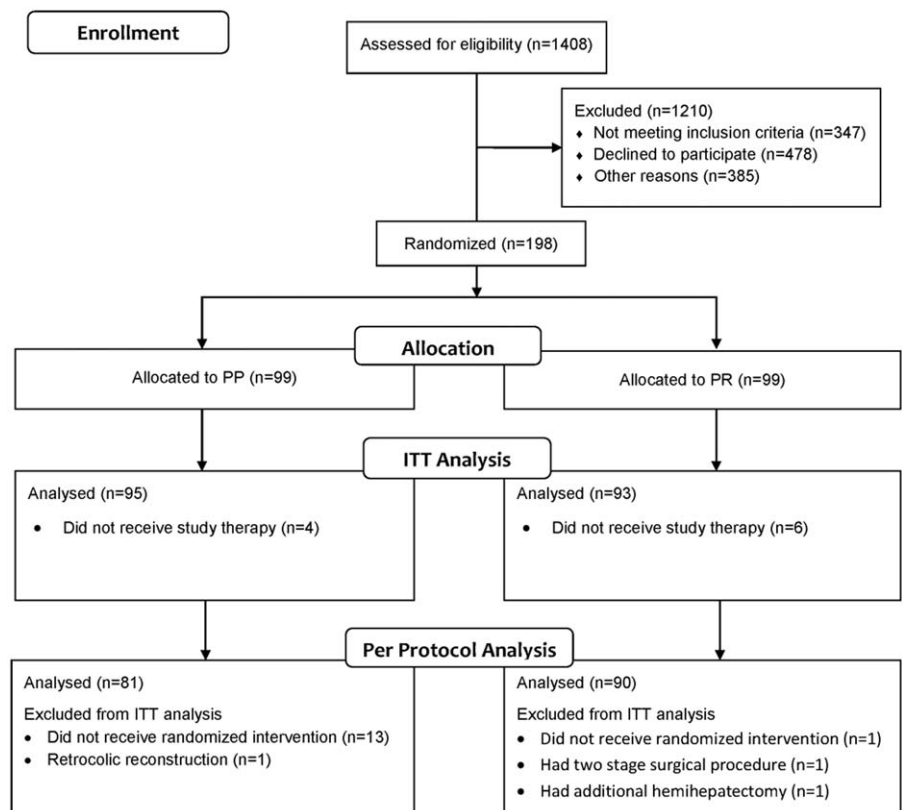 Enrollment
Assessed for eligibility (n=1408)
Excluded (n=1210)
♦ Not meeting inclusion criteria (n=347)
♦ Declined to participate (n=478)
♦ Other reasons (n=385)
Randomized (n=198)
Allocation
Allocated to PP (n=99)
Allocated to PR (n=99)
ITT Analysis
Analysed (n=95)
• Did not receive study therapy (n=4)
Analysed (n=93)
• Did not receive study therapy (n=6)
Per Protocol Analysis
Analysed (n=81)
Excluded from ITT analysis
• Did not receive randomized intervention (n=13)
• Retrocolic reconstruction (n=1)
Analysed (n=90)
Excluded from ITT analysis
• Did not receive randomized intervention (n=1)
• Had two stage surgical procedure (n=1)
• Had additional hemihepatectomy (n=1)